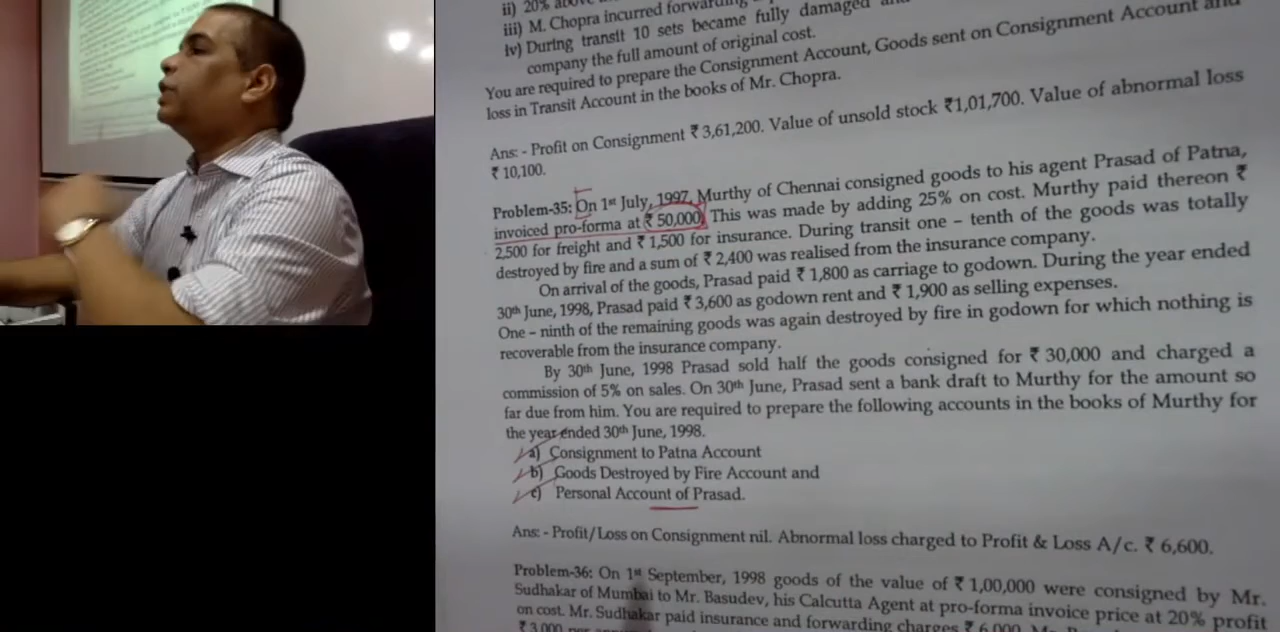 ii) 20% above
iii) M. Chopra incurred forwarding
iv) During transit 10 sets became fully damaged
company the full amount of original cost.
You are required to prepare the Consignment Account, Goods sent on Consignment Account and
loss in Transit Account in the books of Mr. Chopra.
Ans: - Profit on Consignment ₹ 3,61,200. Value of unsold stock ₹1,01,700. Value of abnormal loss
₹ 10,100.
Problem-35: On 1st July, 1997, Murthy of Chennai consigned goods to his agent Prasad of Patna,
invoiced pro-forma at ₹ 50,000. This was made by adding 25% on cost. Murthy paid thereon ₹
2,500 for freight and ₹ 1,500 for insurance. During transit one – tenth of the goods was totally
destroyed by fire and a sum of ₹ 2,400 was realised from the insurance company.
On arrival of the goods, Prasad paid ₹ 1,800 as carriage to godown. During the year ended
30th June, 1998, Prasad paid ₹ 3,600 as godown rent and ₹ 1,900 as selling expenses.
One – ninth of the remaining goods was again destroyed by fire in godown for which nothing is
recoverable from the insurance company.
By 30th June, 1998 Prasad sold half the goods consigned for ₹ 30,000 and charged a
commission of 5% on sales. On 30th June, Prasad sent a bank draft to Murthy for the amount so
far due from him. You are required to prepare the following accounts in the books of Murthy for
the year ended 30th June, 1998.
a) Consignment to Patna Account
b) Goods Destroyed by Fire Account and
c) Personal Account of Prasad.
Ans: - Profit/Loss on Consignment nil. Abnormal loss charged to Profit & Loss A/c. ₹ 6,600.
Problem-36: On 1st September, 1998 goods of the value of ₹ 1,00,000 were consigned by Mr.
Sudhakar of Mumbai to Mr. Basudev, his Calcutta Agent at pro-forma invoice price at 20% profit
on cost. Mr. Sudhakar paid insurance and forwarding charges ₹ 6,000.
₹ 3,000 per